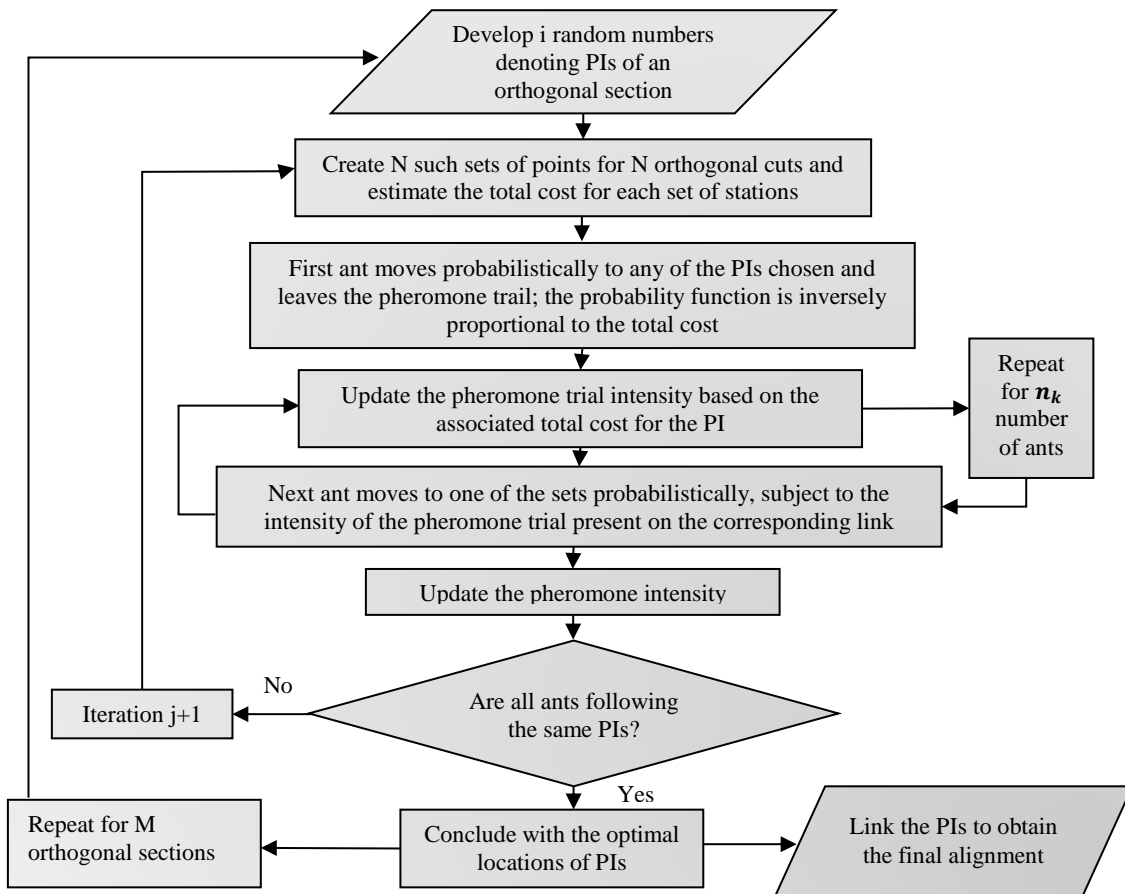 Develop i random numbers
denoting PIs of an
orthogonal section
Create N such sets of points for N orthogonal cuts and
estimate the total cost for each set of stations
First ant moves probabilistically to any of the PIs chosen and
leaves the pheromone trail; the probability function is inversely
proportional to the total cost
Update the pheromone trial intensity based on the
associated total cost for the PI
Repeat
for n_k
number
of ants
Next ant moves to one of the sets probabilistically, subject to the
intensity of the pheromone trial present on the corresponding link
Update the pheromone intensity
Are all ants following
the same PIs?
No
Iteration j+1
Yes
Conclude with the optimal
locations of PIs
Repeat for M
orthogonal sections
Link the PIs to obtain
the final alignment